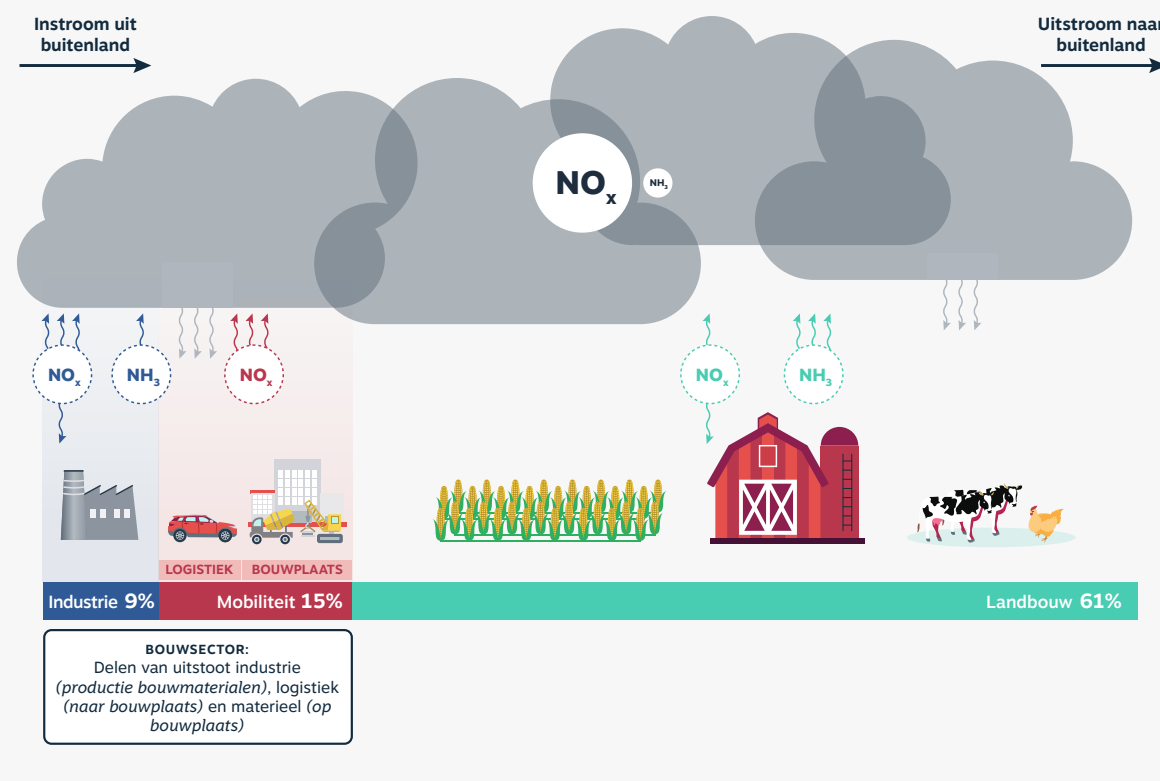 Instroom uit
buitenland
Uitstroom naar
buitenland
NOx
NH3
NOx
NH3
NOx
NOx
NH3
LOGISTIEK
BOUWPLAATS
Industrie 9%
Mobiliteit 15%
Landbouw 61%
BOUWSECTOR:
Delen van uitstoot industrie
(productie bouwmaterialen), logistiek
(naar bouwplaats) en materieel (op
bouwplaats)